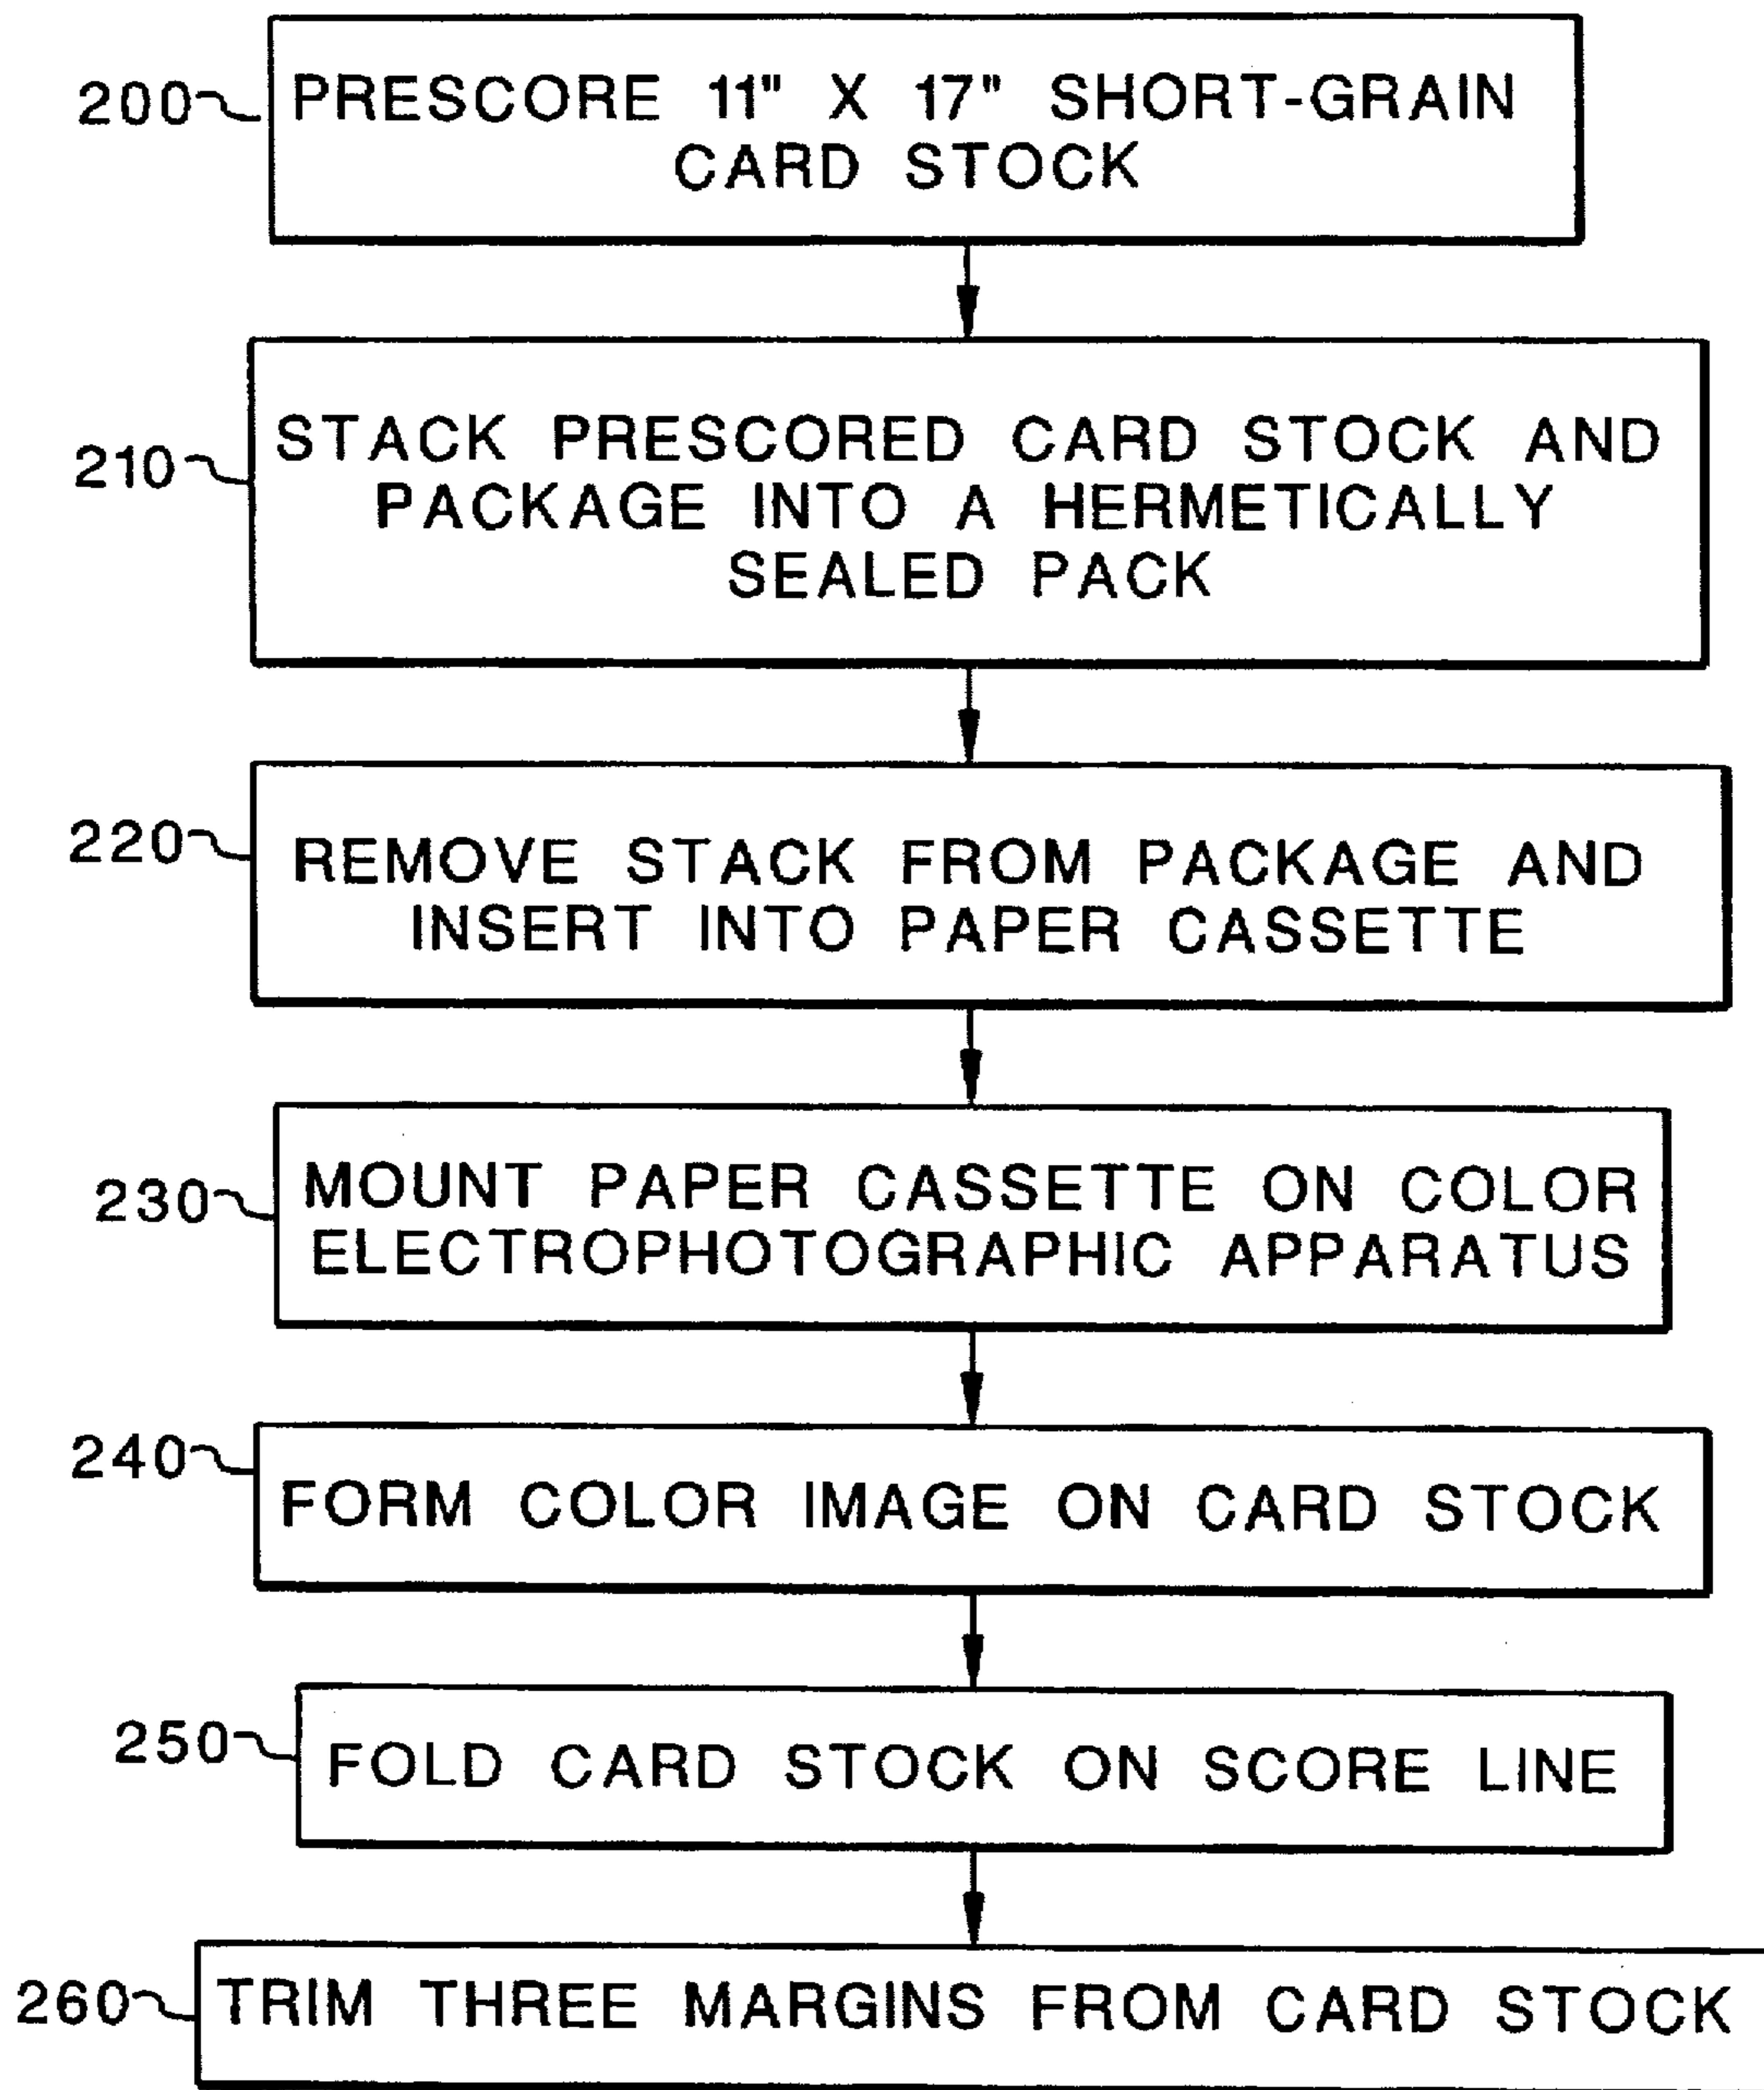 200 PRESCORE 11" X 17" SHORT-GRAIN
CARD STOCK
210 STACK PRESCORED CARD STOCK AND
PACKAGE INTO A HERMETICALLY
SEALED PACK
220 REMOVE STACK FROM PACKAGE AND
INSERT INTO PAPER CASSETTE
230 MOUNT PAPER CASSETTE ON COLOR
ELECTROPHOTOGRAPHIC APPARATUS
240 FORM COLOR IMAGE ON CARD STOCK
250 FOLD CARD STOCK ON SCORE LINE
260 TRIM THREE MARGINS FROM CARD STOCK